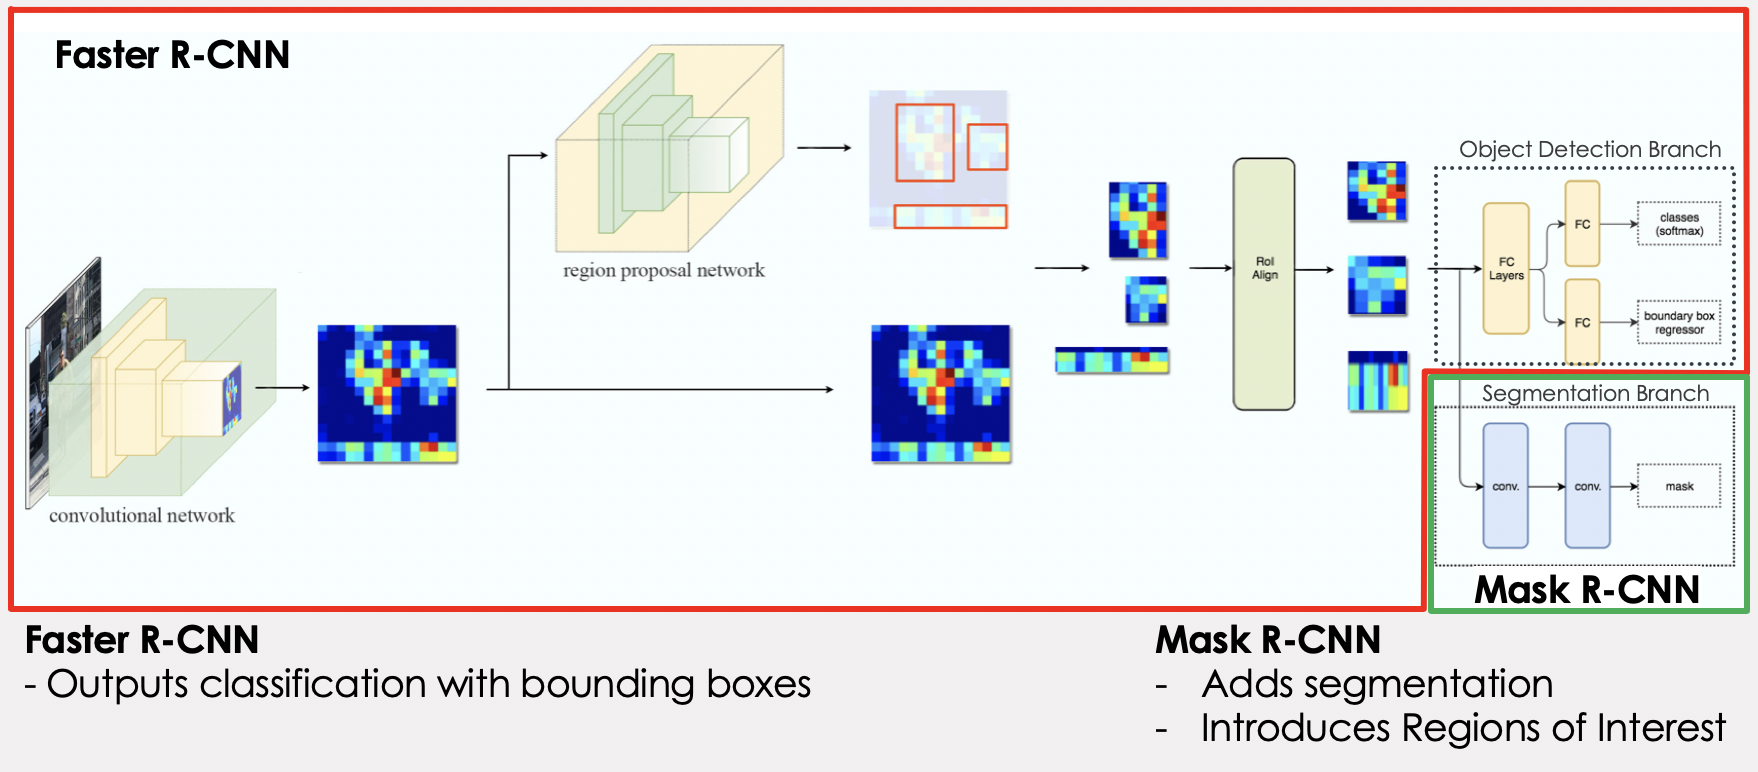 Faster R-CNN
region proposal network
convolutional network
RoI
Align
Object Detection Branch
FC
Layers
FC
classes
(softmax)
FC
boundary box
regressor
Segmentation Branch
conv.
conv.
mask
Mask R-CNN
Faster R-CNN
- Outputs classification with bounding boxes
Mask R-CNN
- Adds segmentation
- Introduces Regions of Interest